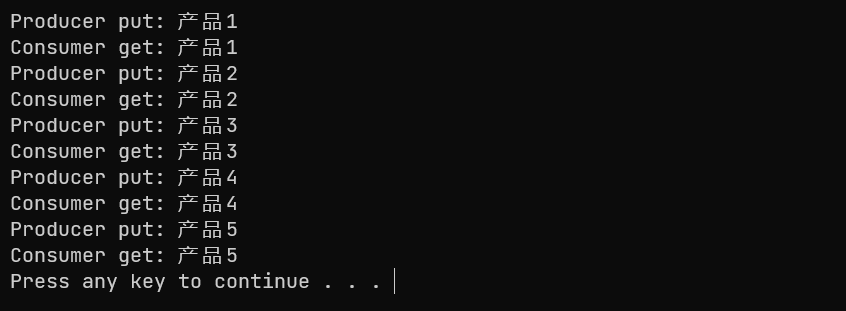 Producer put: 产品1
Consumer get: 产品1
Producer put: 产品2
Consumer get: 产品2
Producer put: 产品3
Consumer get: 产品3
Producer put: 产品4
Consumer get: 产品4
Producer put: 产品5
Consumer get: 产品5
Press any key to continue . . .